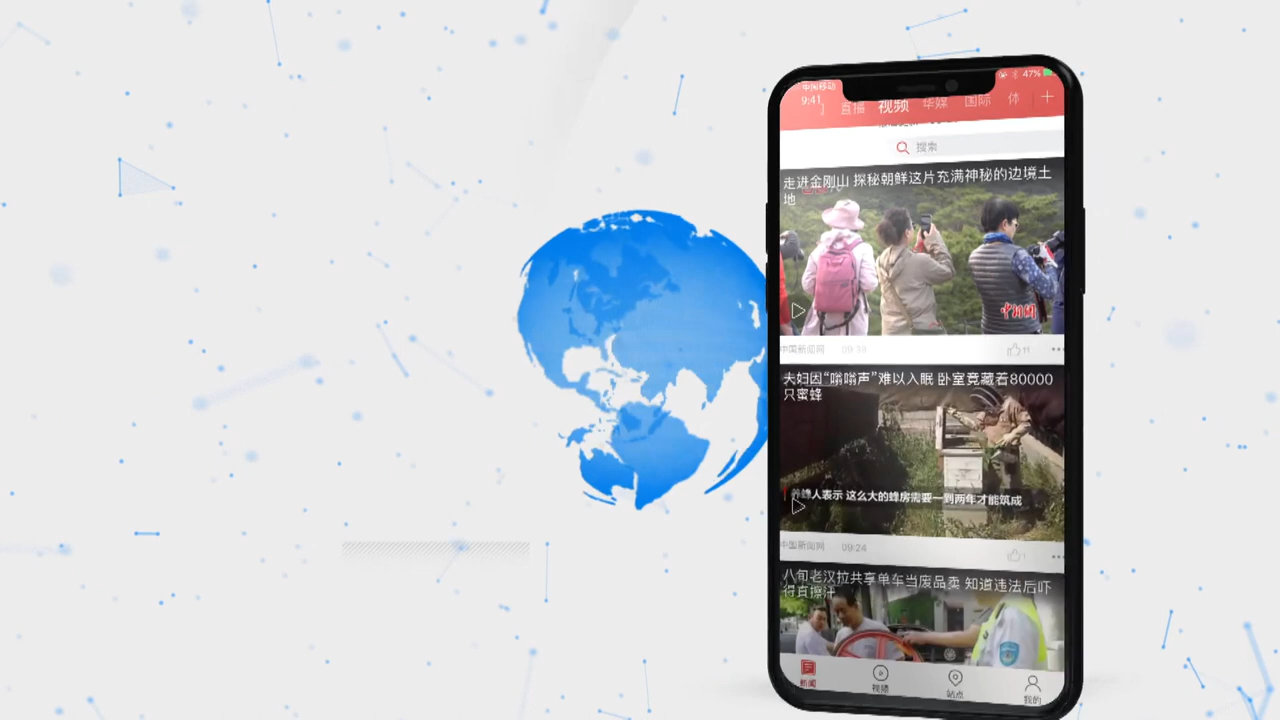 中国移动
47%
9:41
直播 视频 华媒 国际 体 +
搜索
走进金刚山 探秘朝鲜这片充满神秘的边境土
地
中新网
中国新闻网 09:39
11
夫妇因“嗡嗡声”难以入眠 卧室竟藏着80000
只蜜蜂
养蜂人表示 这么大的蜂房需要一到两年才能筑成
中国新闻网 09:24
1
八旬老汉拉共享单车当废品卖 知道违法后吓
得直擦汗
新闻 视频 站点 我的